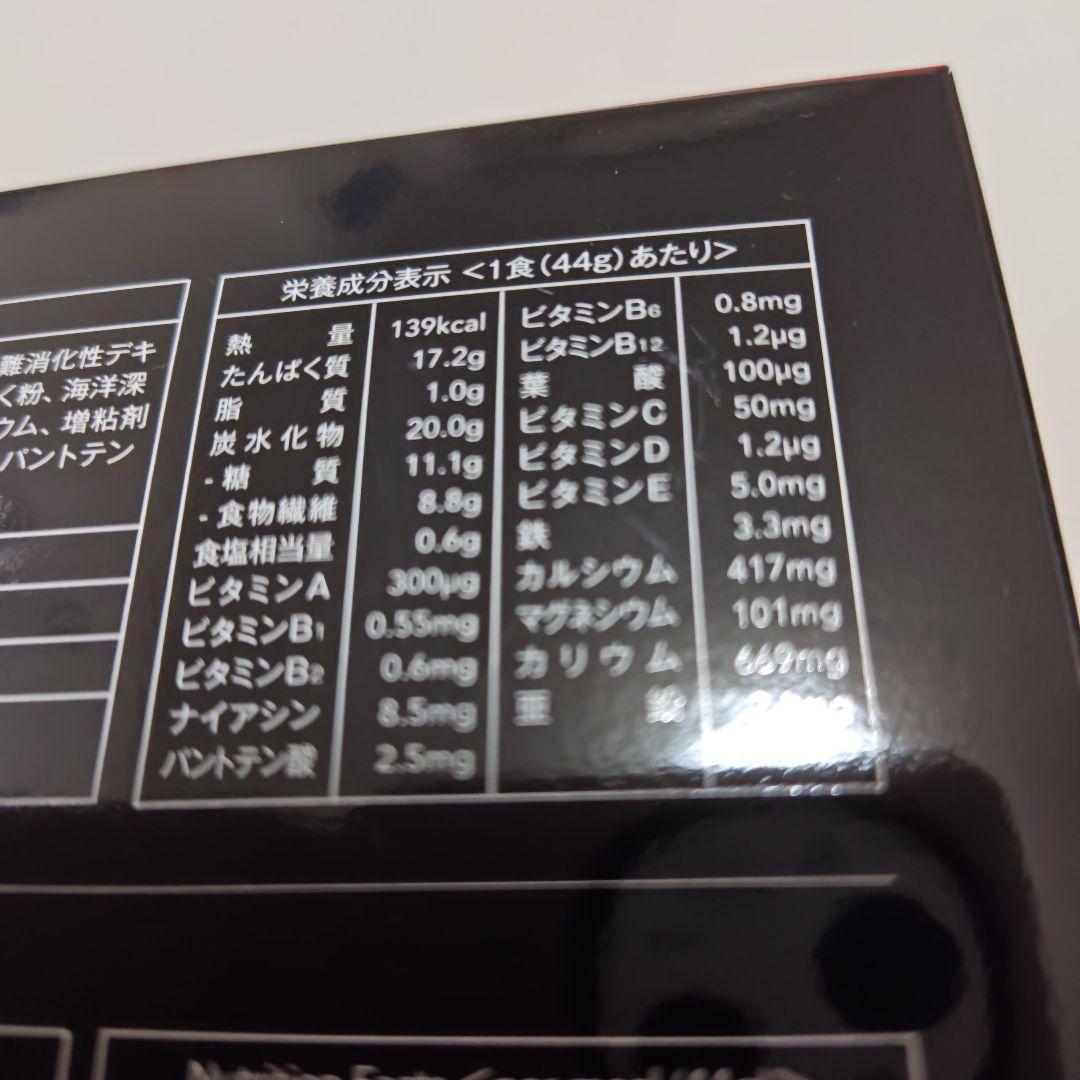 難消化性デキ
く粉、海洋深
ウム、増粘剤
パントテン
栄養成分表示 <1食(44g)あたり>
熱量 139kcal
たんぱく質 17.2g
脂質 1.0g
炭水化物 20.0g
-糖質 11.1g
-食物繊維 8.8g
食塩相当量 0.6g
ビタミンA 300μg
ビタミンB1 0.55mg
ビタミンB2 0.6mg
ナイアシン 8.5mg
パントテン酸 2.5mg
ビタミンB6 0.8mg
ビタミンB12 1.2μg
葉酸 100μg
ビタミンC 50mg
ビタミンD 1.2μg
ビタミンE 5.0mg
鉄 3.3mg
カルシウム 417mg
マグネシウム 101mg
カリウム 669mg
亜鉛